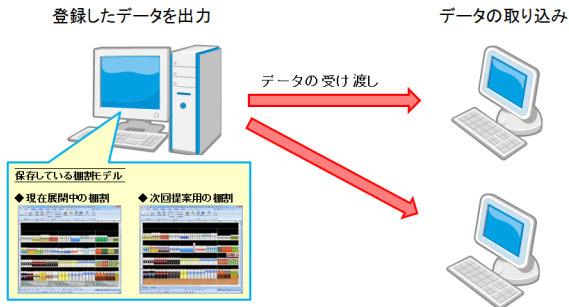 登録したデータを出力
データの取り込み
データの受け渡し
保存している棚割モデル
◆現在展開中の棚割
◆次回提案用の棚割